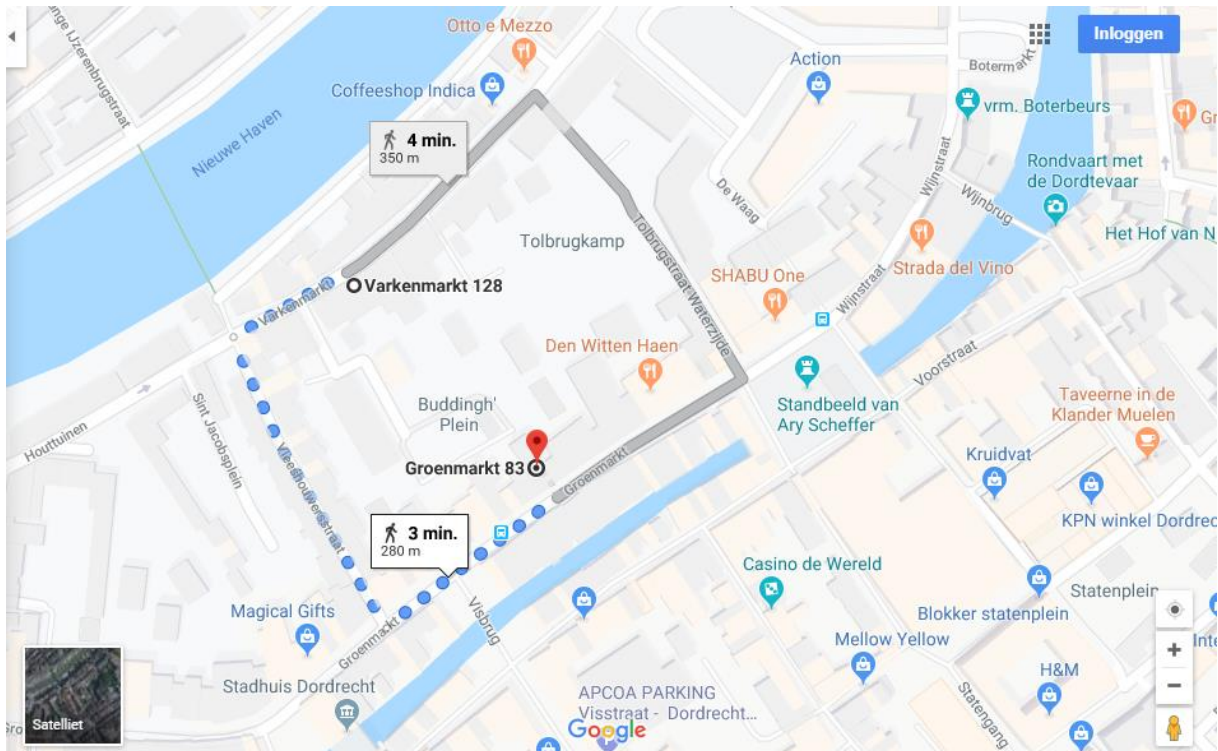 Otto e Mezzo
Inloggen
Action
Botermarkt
Coffeeshop Indica
vrm. Boterbeurs
Nieuwe Haven
4 min.
350 m
Wijnstraat
Rondvaart met
de Dordtevaar
De Waag
Wijnbrug
Tolbrugkamp
Tolbrugstraat Waterzijde
Het Hof van N
Strada del Vino
SHABU One
Varkenmarkt 128
Varkenmarkt
Wijnstraat
Den Witten Haen
Voorstraat
Standbeeld van
Ary Scheffer
Taveerne in de
Klander Muelen
Buddingh'
Plein
Sint Jacobsplein
Houttuinen
Vleeshouwersstraat
Groenmarkt 83
Groenmarkt
Kruidvat
KPN winkel Dordrec
3 min.
280 m
Casino de Wereld
Statenplein
Blokker statenplein
Magical Gifts
Visbrug
Groenmarkt
Mellow Yellow
H&M
Stadhuis Dordrecht
APCOA PARKING
Visstraat - Dordrecht...
Statengang
Satelliet
Google